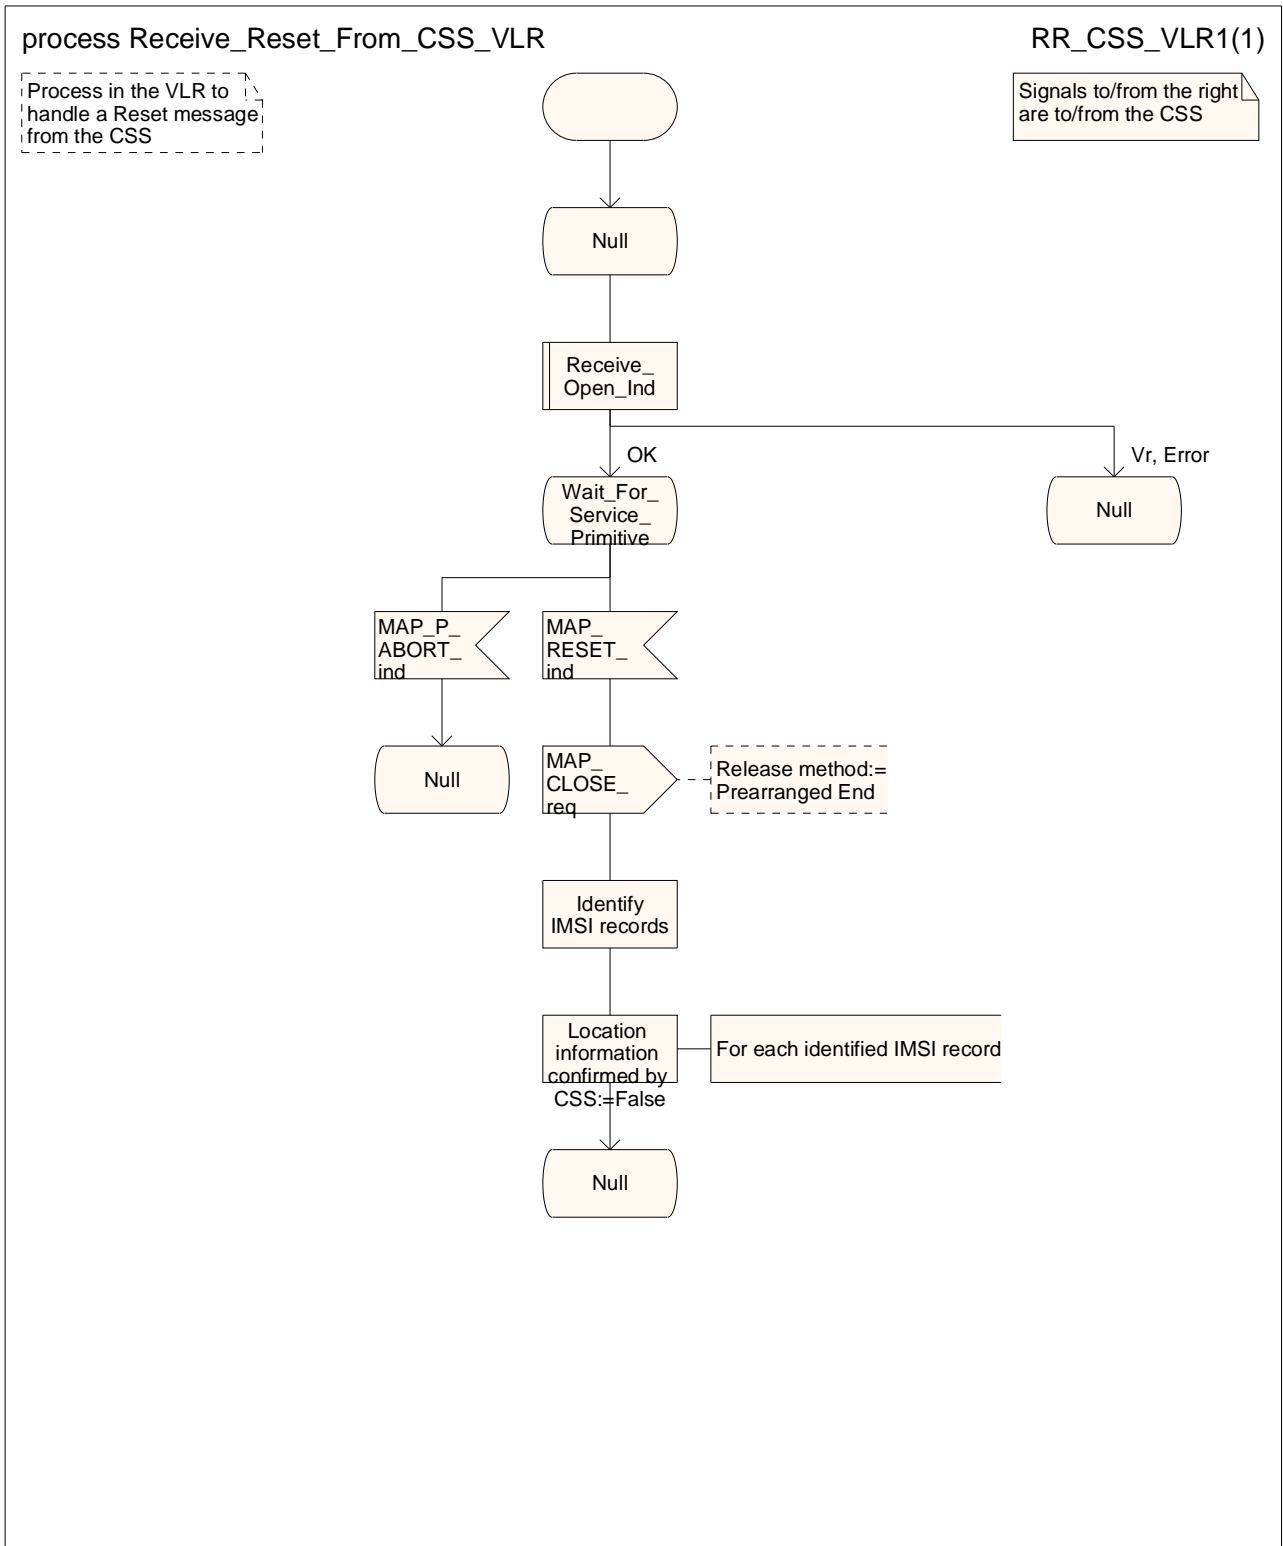 process Receive_Reset_From_CSS_VLR
RR_CSS_VLR1(1)
Process in the VLR to
handle a Reset message
from the CSS
Signals to/from the right
are to/from the CSS
Null
Receive_
Open_Ind
OK
Vr, Error
Wait_For_
Service_
Primitive
Null
MAP_P_
ABORT_
ind
MAP_
RESET_
ind
Null
MAP_
CLOSE_
req
Release method:=
Prearranged End
Identify
IMSI records
Location
information
confirmed by
CSS:=False
For each identified IMSI record
Null